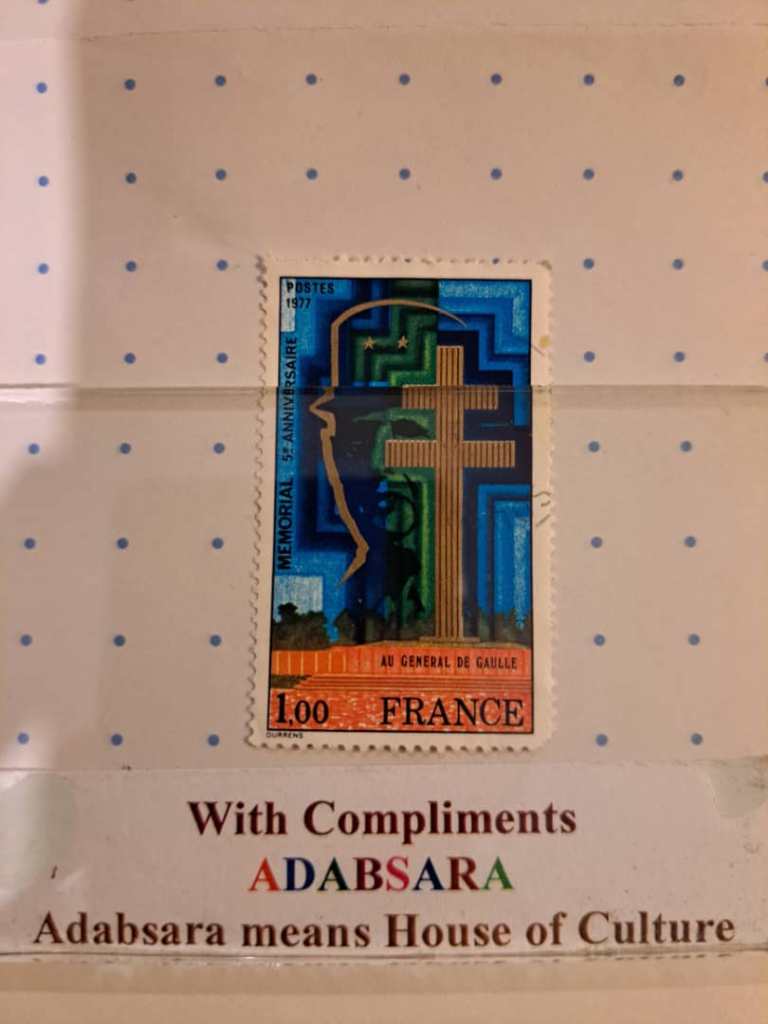 POSTES
1977
MEMORIAL 5e ANNIVERSAIRE
AU GENERAL DE GAULLE
1,00 FRANCE
DURRENS
With Compliments
ADABSARA
Adabsara means House of Culture